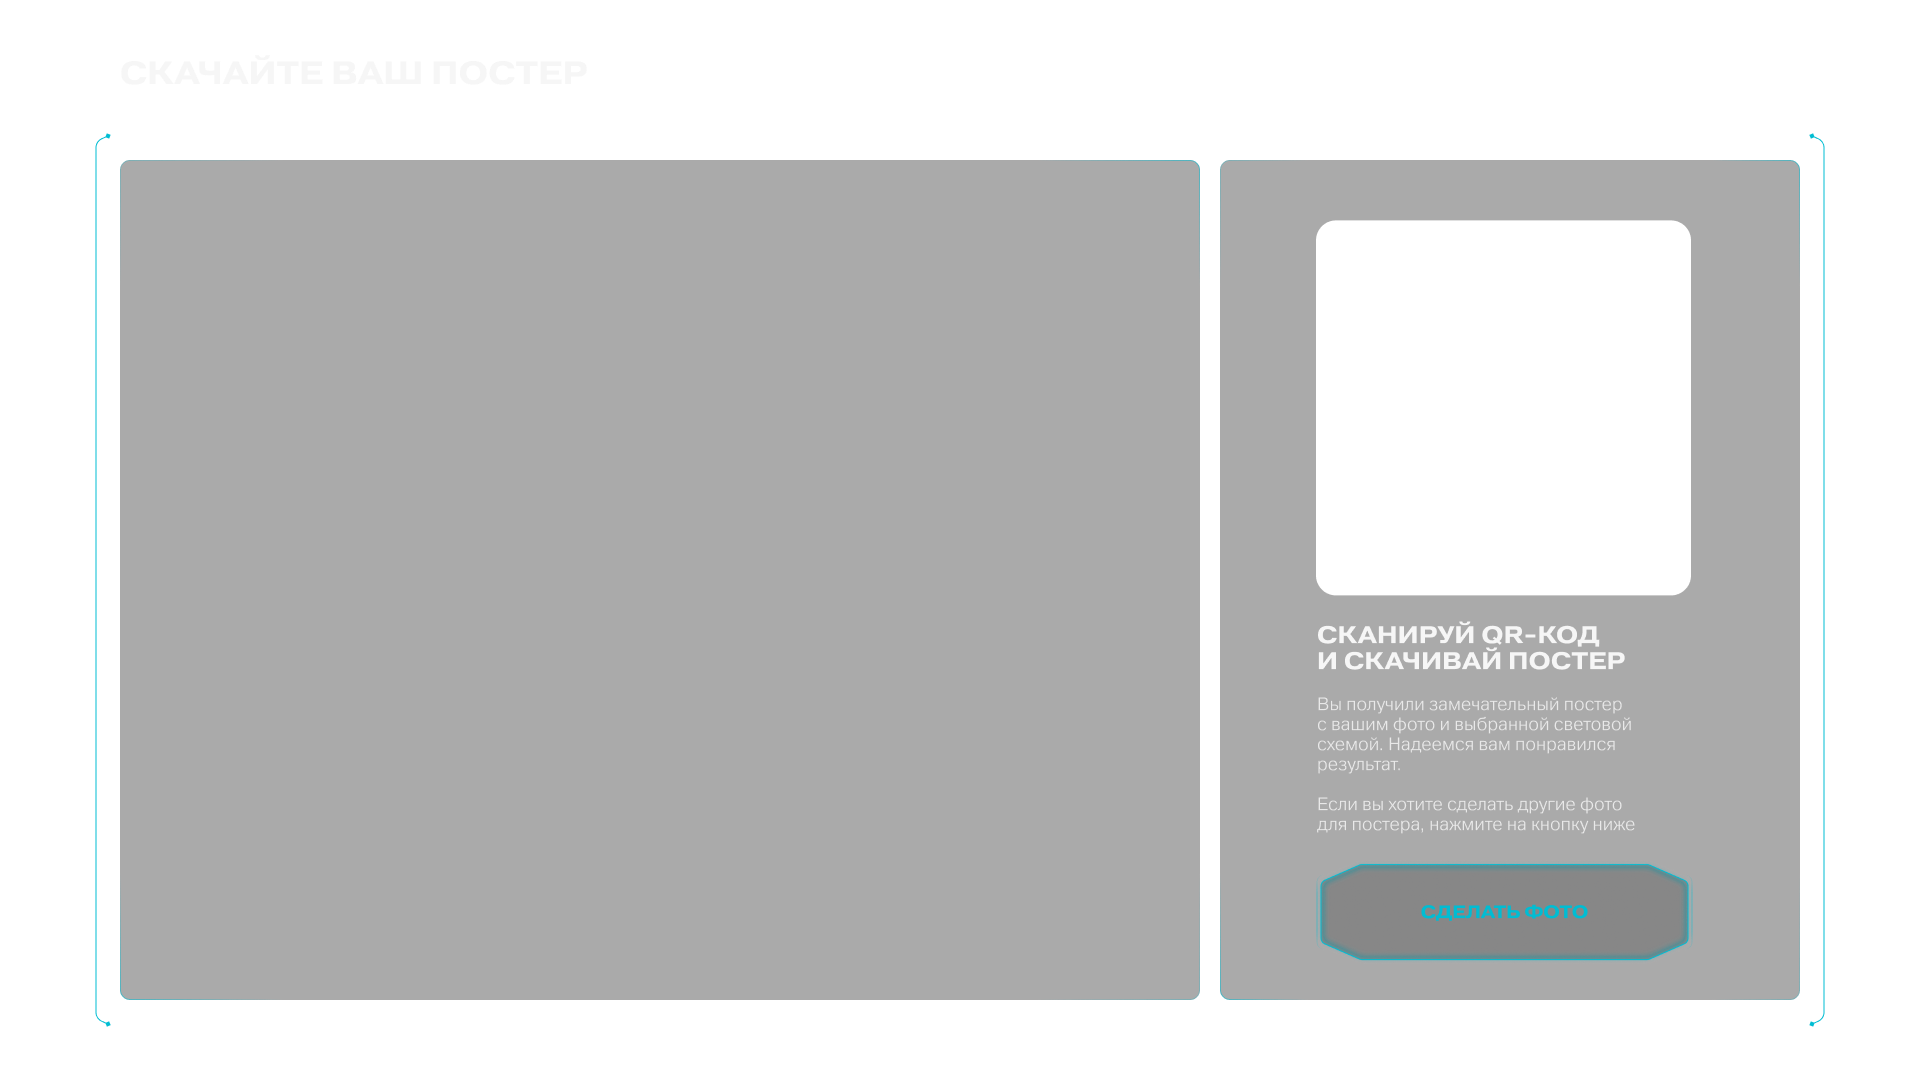 СКАЧАЙТЕ ВАШ ПОСТЕР
СКАНИРУЙ QR-КОД
И СКАЧИВАЙ ПОСТЕР
Вы получили замечательный постер
с вашим фото и выбранной световой
схемой. Надеемся вам понравился
результат.
Если вы хотите сделать другие фото
для постера, нажмите на кнопку ниже
СДЕЛАТЬ ФОТО